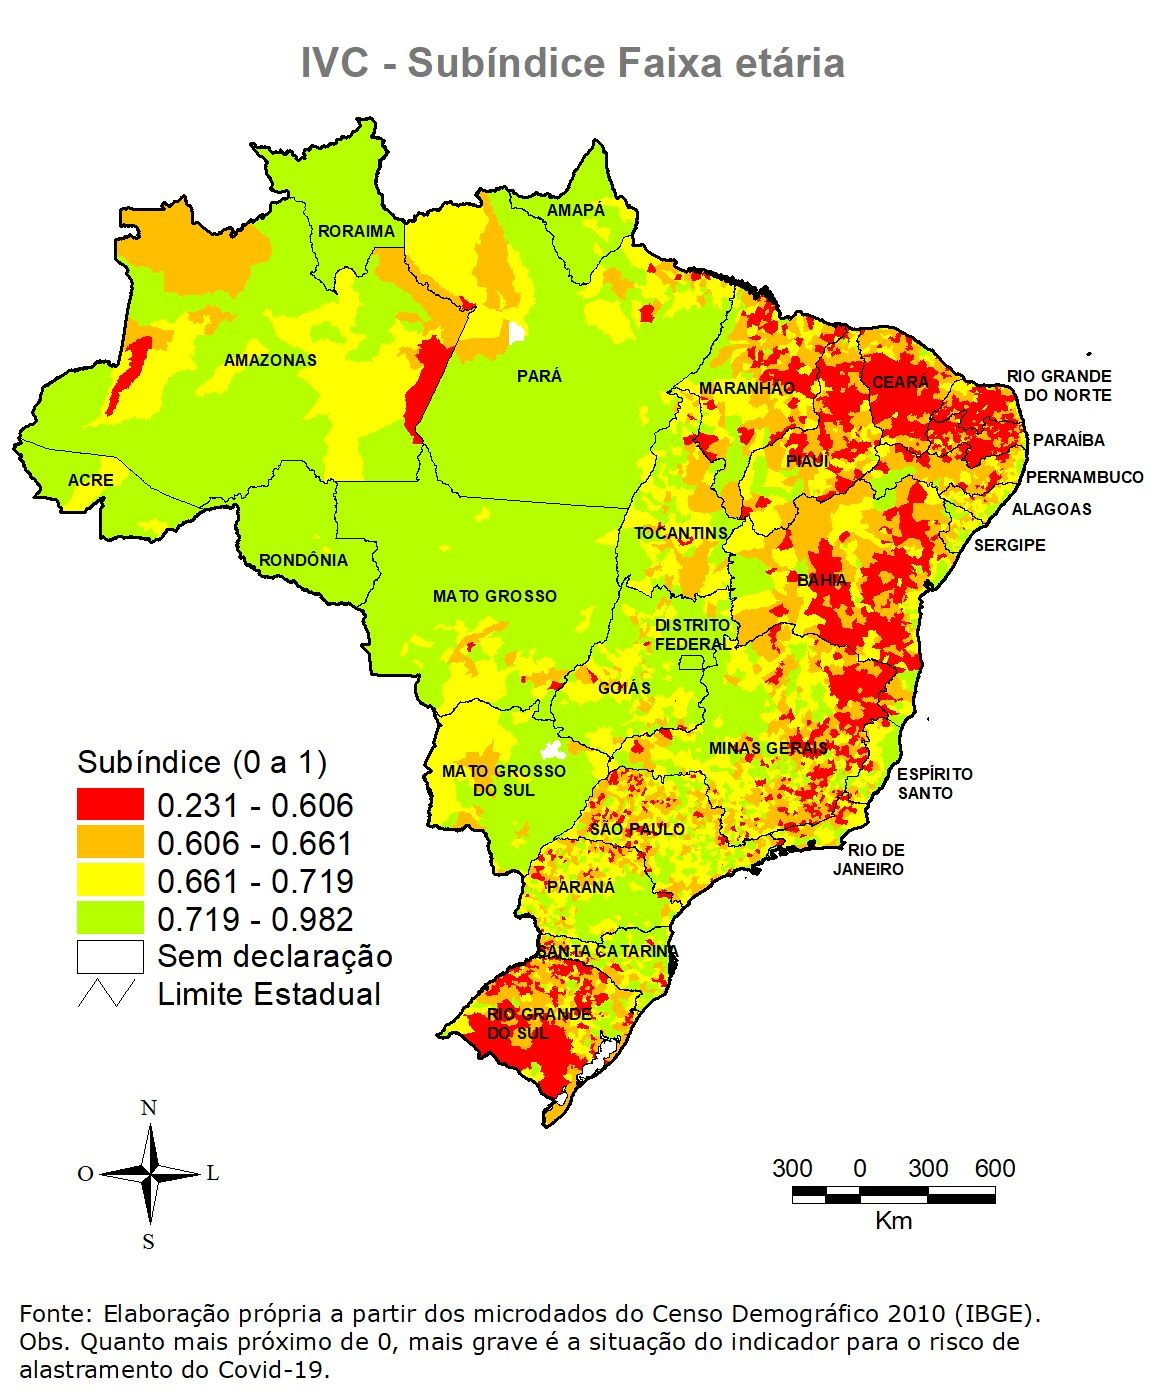 IVC - Subíndice Faixa etária
AMAPÁ
RORAIMA
AMAZONAS
PARÁ
MARANHÃO
CEARÁ
RIO GRANDE
DO NORTE
PARAÍBA
PIAUÍ
ACRE
PERNAMBUCO
ALAGOAS
TOCANTINS
SERGIPE
RONDÔNIA
BAHIA
MATO GROSSO
DISTRITO
FEDERAL
GOIÁS
MINAS GERAIS
MATO GROSSO
DO SUL
ESPÍRITO
SANTO
SÃO PAULO
RIO DE
JANEIRO
PARANÁ
SANTA CATARINA
RIO GRANDE
DO SUL
Subíndice (0 a 1)
0.231 - 0.606
0.606 - 0.661
0.661 - 0.719
0.719 - 0.982
Sem declaração
Limite Estadual
N
O
L
S
300 0 300 600
Km
Fonte: Elaboração própria a partir dos microdados do Censo Demográfico 2010 (IBGE).
Obs. Quanto mais próximo de 0, mais grave é a situação do indicador para o risco de
alastramento do Covid-19.